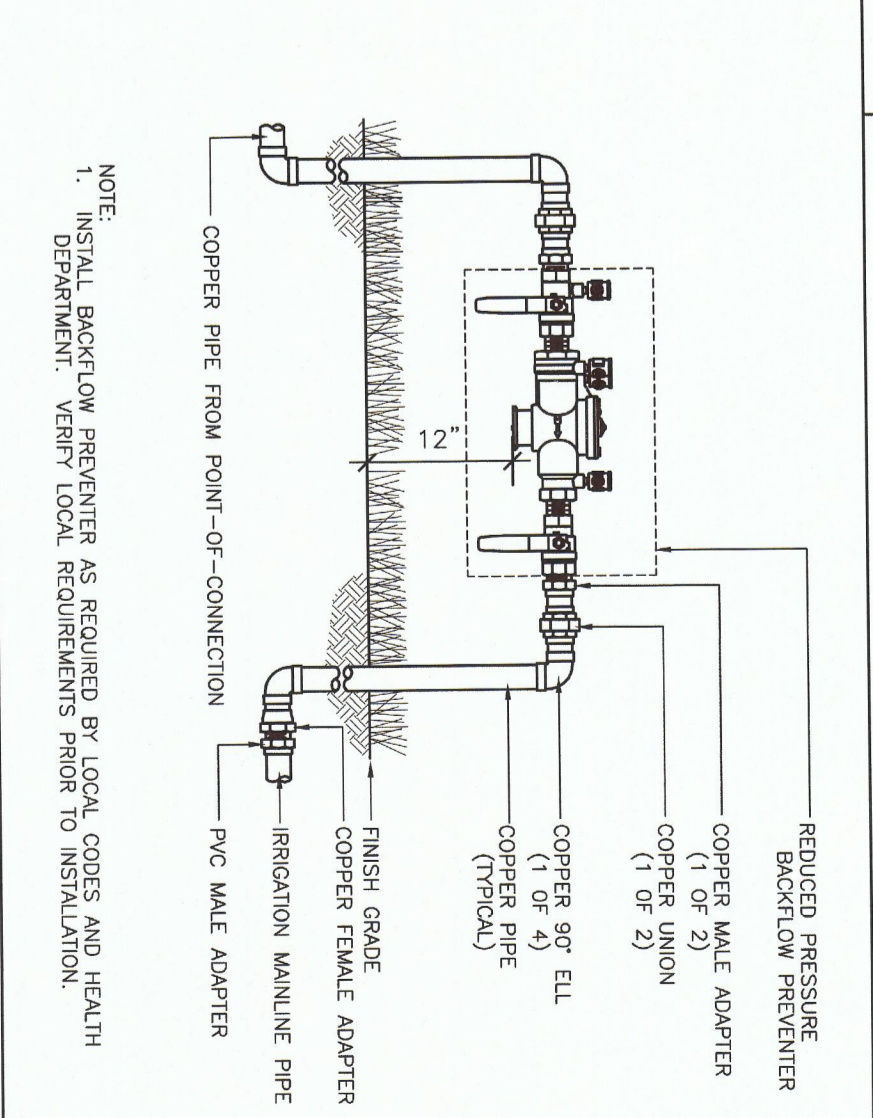 REDUCED PRESSURE
BACKFLOW PREVENTER
COPPER MALE ADAPTER
(1 OF 2)
COPPER UNION
(1 OF 2)
COPPER 90° ELL
(1 OF 4)
COPPER PIPE
(TYPICAL)
12"
FINISH GRADE
COPPER FEMALE ADAPTER
IRRIGATION MAINLINE PIPE
PVC MALE ADAPTER
COPPER PIPE FROM POINT-OF-CONNECTION
NOTE:
1. INSTALL BACKFLOW PREVENTER AS REQUIRED BY LOCAL CODES AND HEALTH
DEPARTMENT. VERIFY LOCAL REQUIREMENTS PRIOR TO INSTALLATION.